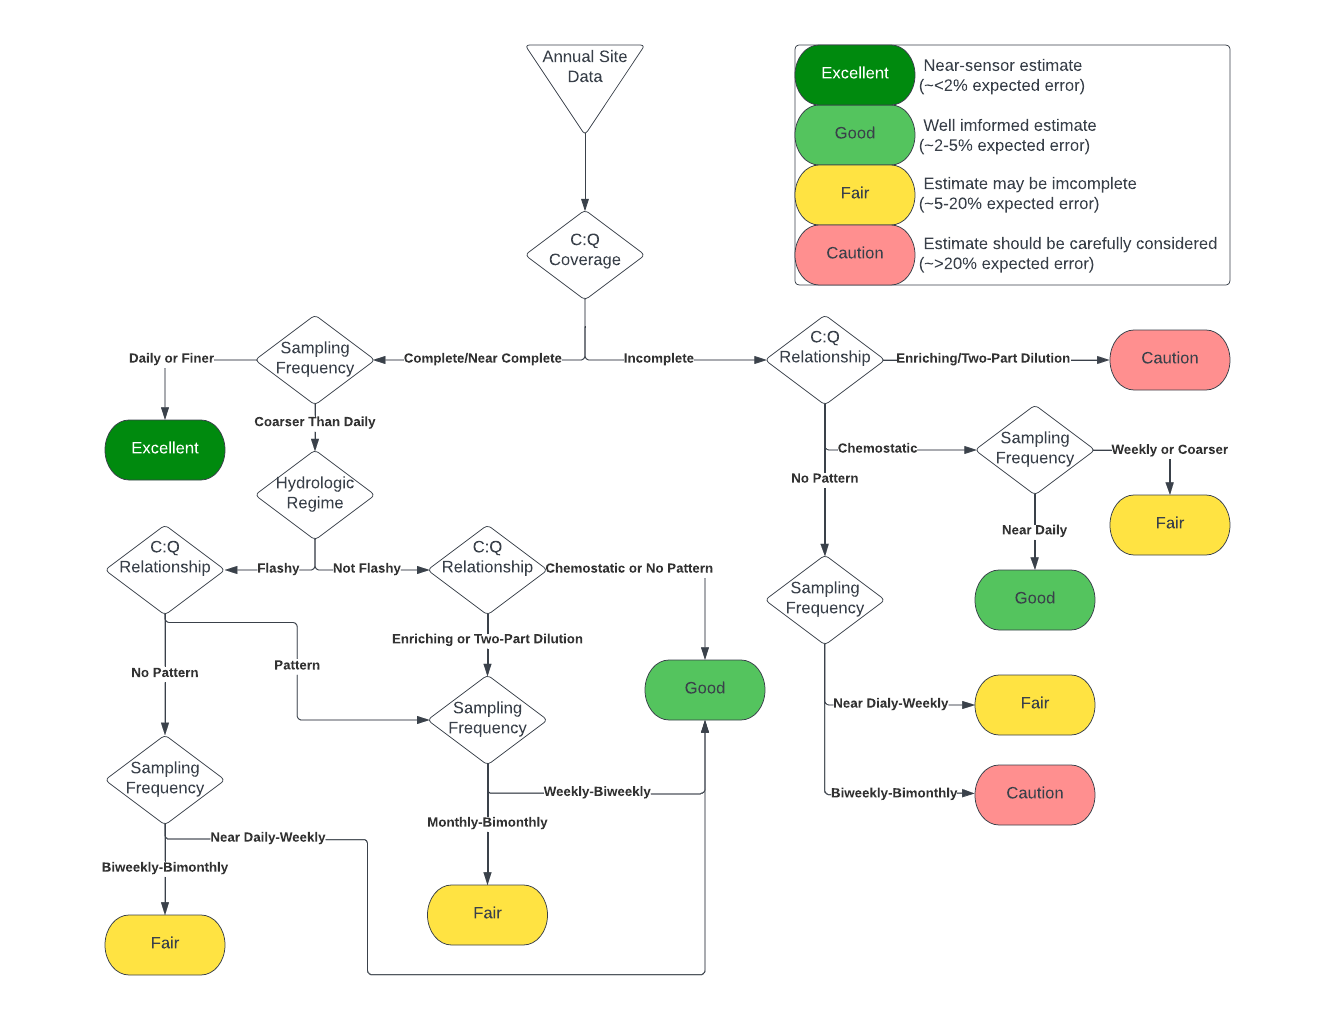 Annual Site
Data
Excellent
Near-sensor estimate
(~<2% expected error)
Good
Well imformed estimate
(~2-5% expected error)
Fair
Estimate may be imcomplete
(~5-20% expected error)
Caution
Estimate should be carefully considered
(~>20% expected error)
C:Q
Coverage
Daily or Finer
Sampling
Frequency
Complete/Near Complete
Incomplete
C:Q
Relationship
Enriching/Two-Part Dilution
Caution
Excellent
Coarser Than Daily
Hydrologic
Regime
Chemostatic
Sampling
Frequency
Weekly or Coarser
No Pattern
Near Daily
Fair
C:Q
Relationship
Flashy
Not Flashy
C:Q
Relationship
Chemostatic or No Pattern
Sampling
Frequency
Good
Enriching or Two-Part Dilution
No Pattern
Pattern
Sampling
Frequency
Good
Near Dialy-Weekly
Fair
Sampling
Frequency
Weekly-Biweekly
Biweekly-Bimonthly
Caution
Near Daily-Weekly
Monthly-Bimonthly
Biweekly-Bimonthly
Fair
Fair